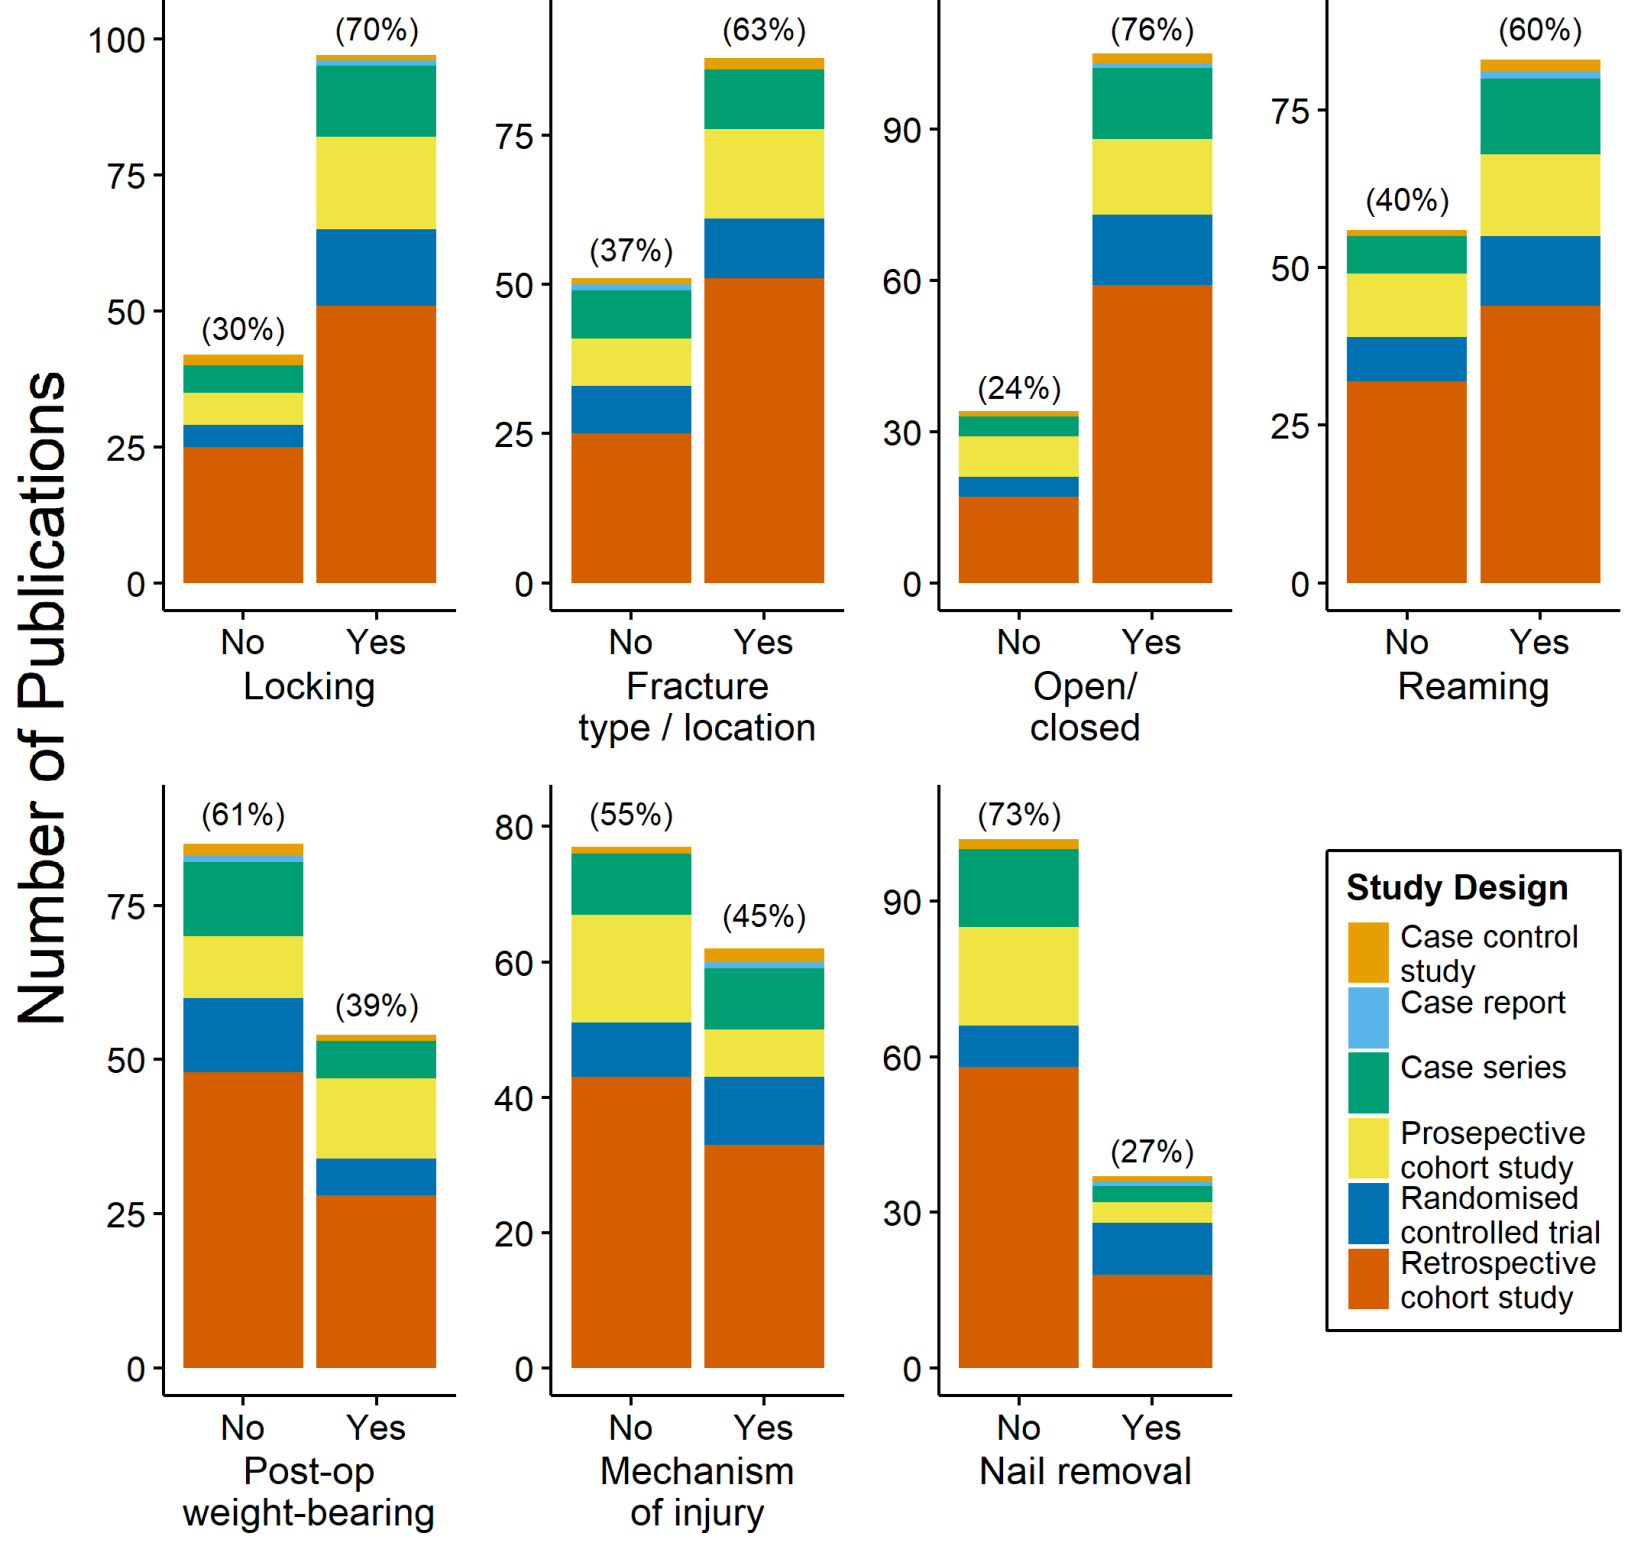 Number of Publications
100
75
50
25
0
(30%)
(70%)
No
Yes
Locking
75
50
25
0
(37%)
(63%)
No
Yes
Fracture
type / location
90
60
30
0
(24%)
(76%)
No
Yes
Open/
closed
75
50
25
0
(40%)
(60%)
No
Yes
Reaming
75
50
25
0
(61%)
(39%)
No
Yes
Post-op
weight-bearing
80
60
40
20
0
(55%)
(45%)
No
Yes
Mechanism
of injury
90
60
30
0
(73%)
(27%)
No
Yes
Nail removal
Study Design
Case control
study
Case report
Case series
Prosepective
cohort study
Randomised
controlled trial
Retrospective
cohort study